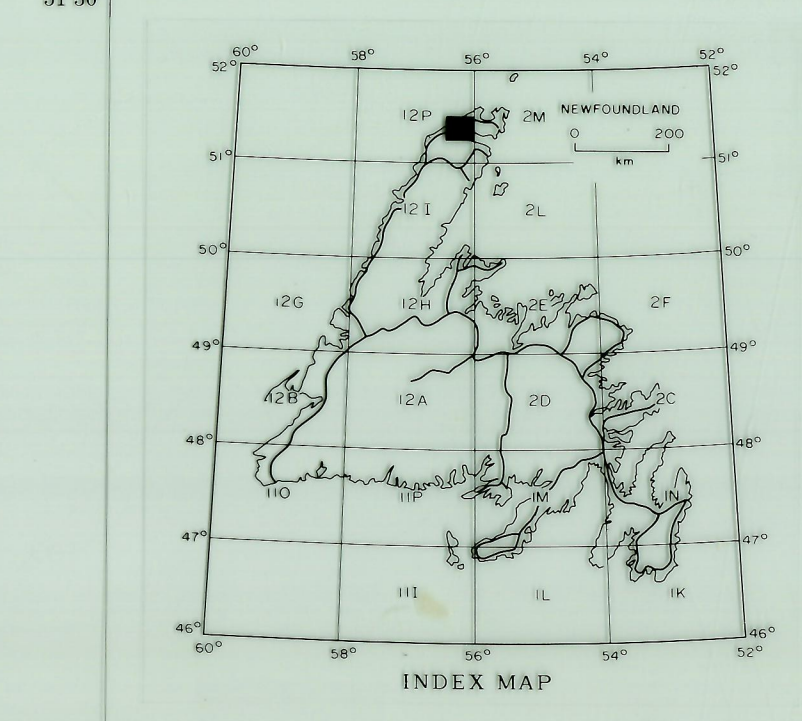 51°30'
60° 58° 56° 54° 52°
52° 52°
12P 2M NEWFOUNDLAND
0 200
km
51° 51°
12I 2L
50° 50°
12G 12H 2E 2F
49° 49°
12B 12A 2D 2C
48° 48°
11O 11P 1M 1N
47° 47°
11I 1L 1K
46° 46°
60° 58° 56° 54° 52°
INDEX MAP